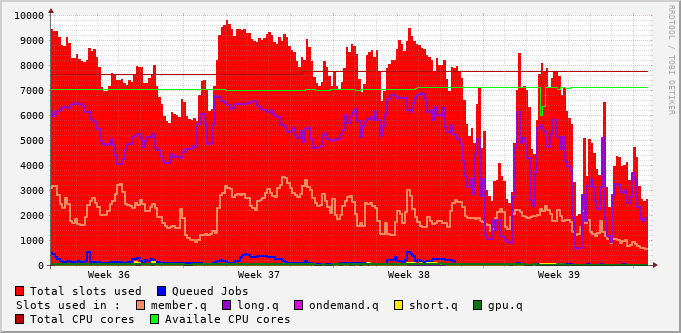 10000
9000
8000
7000
6000
5000
4000
3000
2000
1000
0
Week 36 Week 37 Week 38 Week 39
Total slots used Queued Jobs
Slots used in : member.q long.q ondemand.q short.q gpu.q
Total CPU cores Availale CPU cores
RRDTOOL / TOBI OETIKER